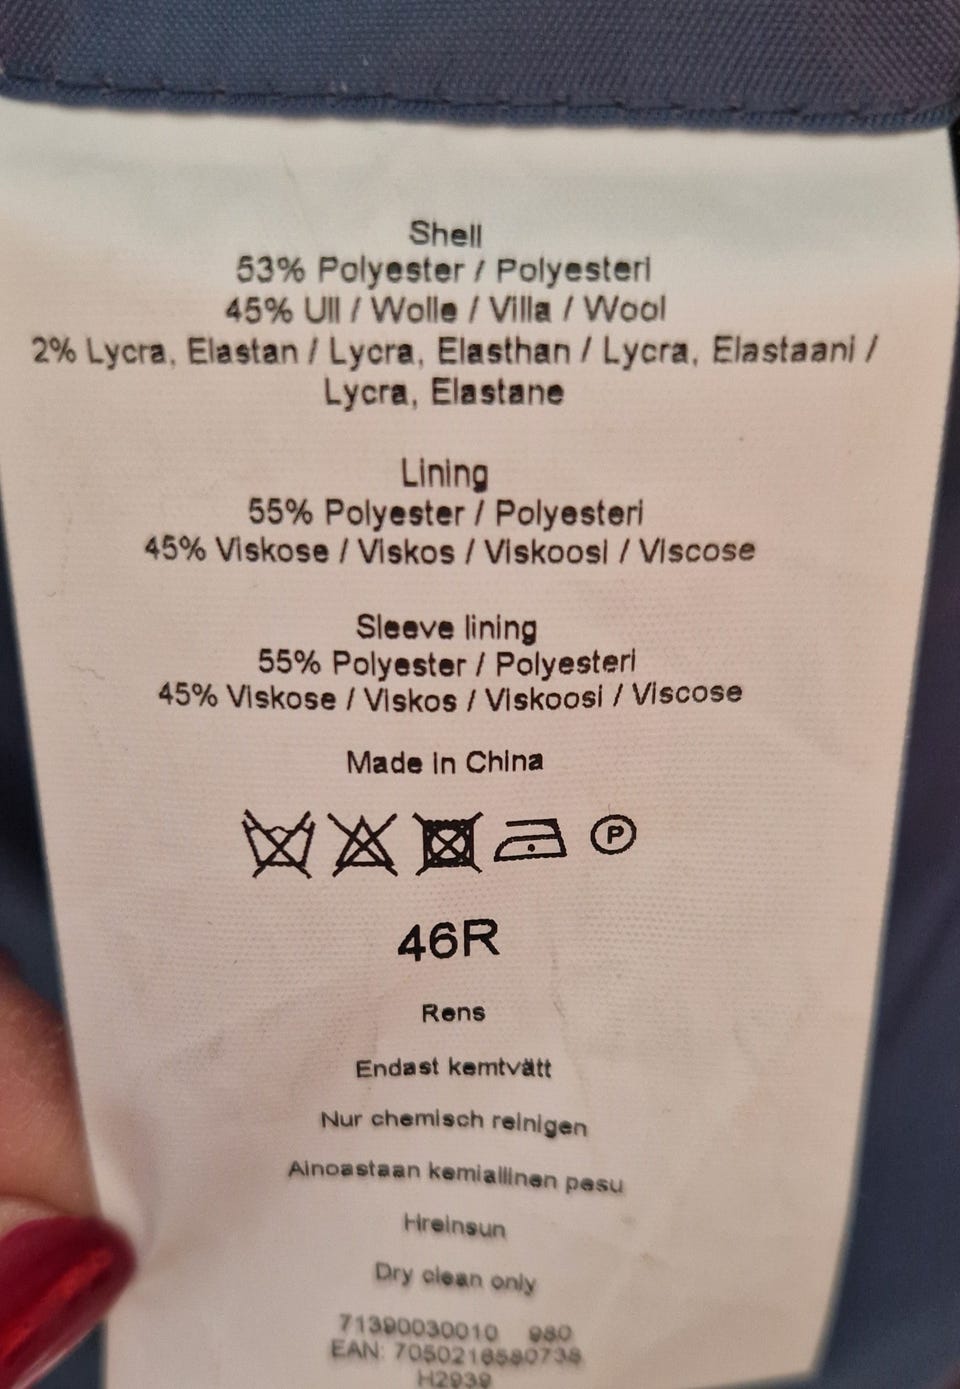 Shell
53% Polyester / Polyesteri
45% Ull / Wolle / Villa / Wool
2% Lycra, Elastan / Lycra, Elasthan / Lycra, Elastaani /
Lycra, Elastane
Lining
55% Polyester / Polyesteri
45% Viskose / Viskos / Viskoosi / Viscose
Sleeve lining
55% Polyester / Polyesteri
45% Viskose / Viskos / Viskoosi / Viscose
Made in China
P
46R
Rens
Endast kemtvätt
Nur chemisch reinigen
Ainoastaan kemiallinen pesu
Hreinsun
Dry clean only
71390030010 980
EAN: 7050216580738
H2939